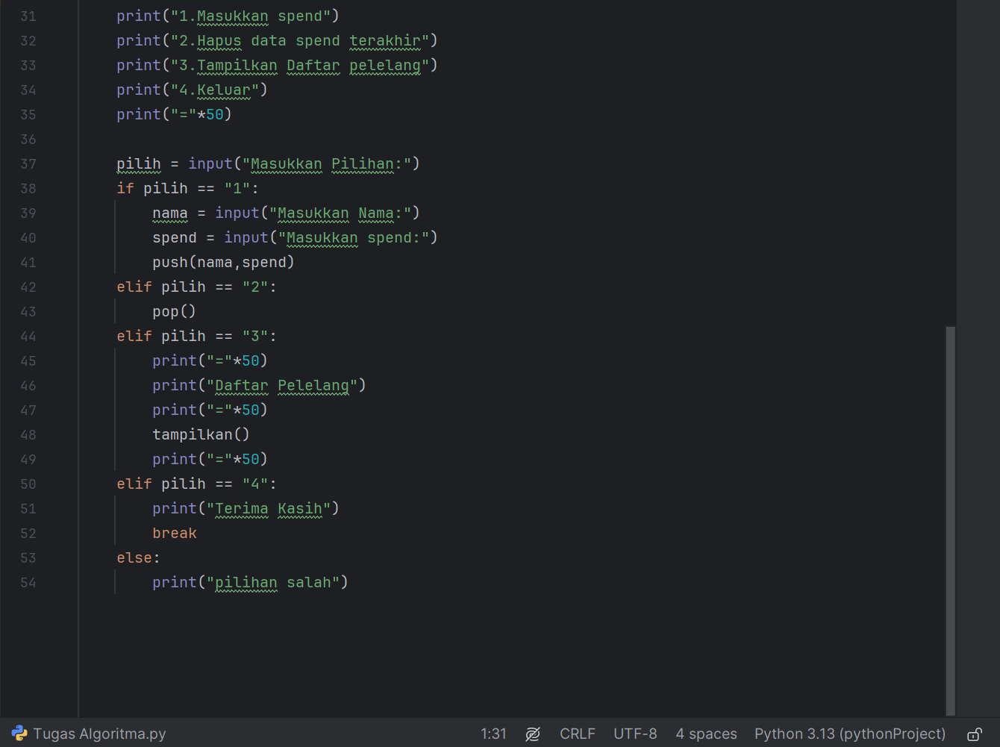 31 print("1.Masukkan spend")
32 print("2.Hapus data spend terakhir")
33 print("3.Tampilkan Daftar pelelang")
34 print("4.Keluar")
35 print("="*50)
36
37 pilih = input("Masukkan Pilihan:")
38 if pilih == "1":
39     nama = input("Masukkan Nama:")
40     spend = input("Masukkan spend:")
41     push(nama,spend)
42 elif pilih == "2":
43     pop()
44 elif pilih == "3":
45     print("="*50)
46     print("Daftar Pelelang")
47     print("="*50)
48     tampilkan()
49     print("="*50)
50 elif pilih == "4":
51     print("Terima Kasih")
52     break
53 else:
54     print("pilihan salah")
Tugas Algoritma.py 1:31 CRLF UTF-8 4 spaces Python 3.13 (pythonProject)